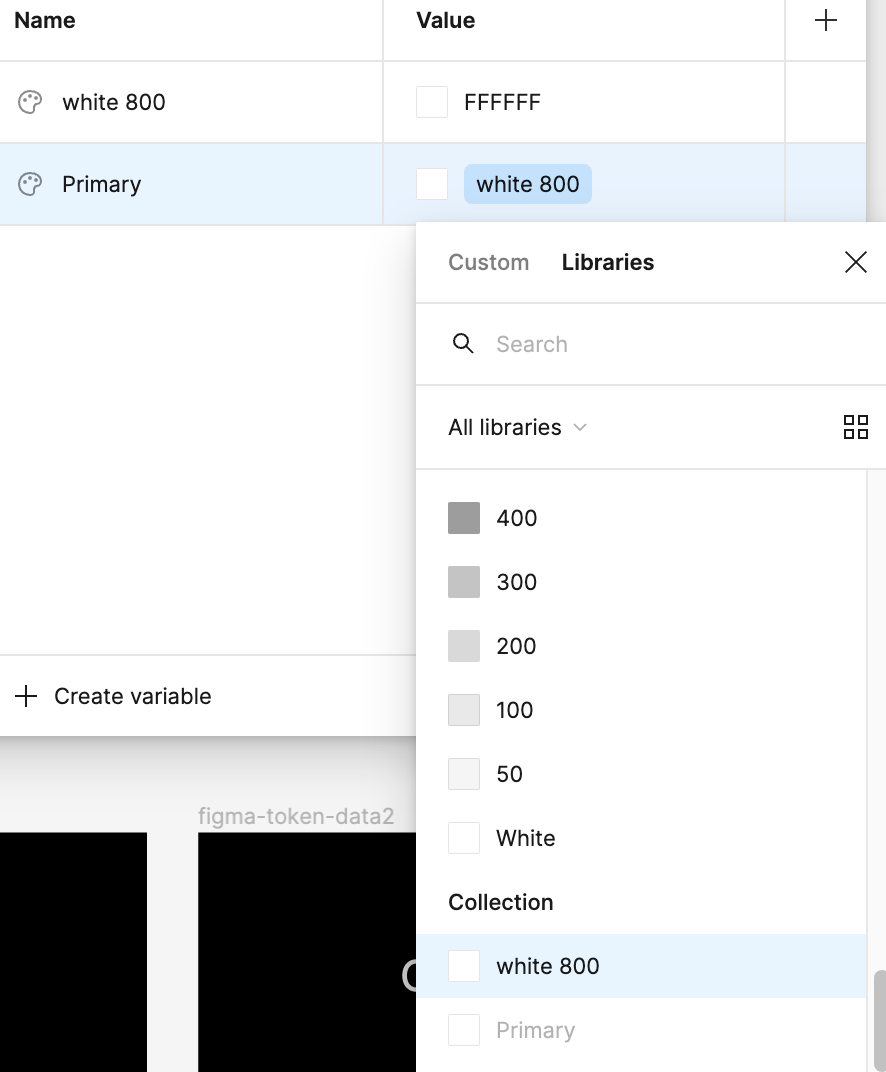 Name Value
white 800 FFFFFF
Primary white 800
Custom Libraries
Search
All libraries
400
300
200
100
50
White
Collection
white 800
Primary
Create variable
figma-token-data2